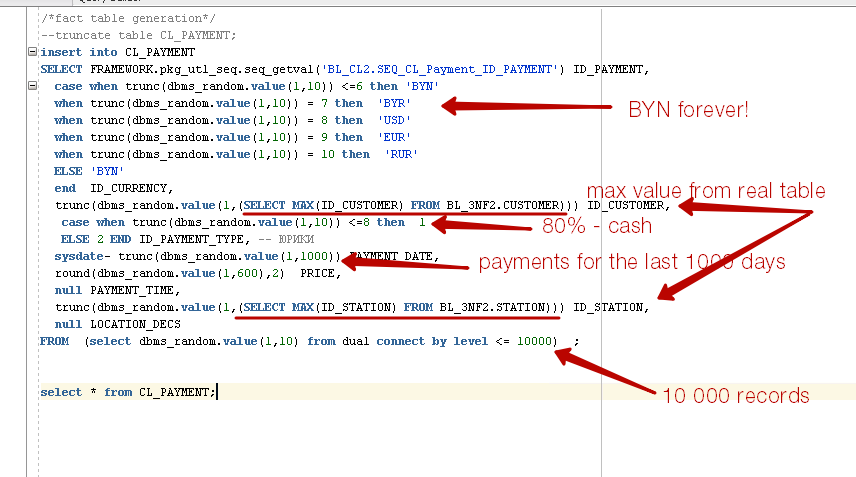 /*fact table generation*/
--truncate table CL_PAYMENT;
insert into CL_PAYMENT
SELECT FRAMEWORK.pkg_utl_seq.seq_getval('BL_CL2.SEQ_CL_Payment_ID_PAYMENT') ID_PAYMENT,
case when trunc(dbms_random.value(1,10)) <=6 then 'BYN'
when trunc(dbms_random.value(1,10)) = 7 then 'BYR'
BYN forever!
when trunc(dbms_random.value(1,10)) = 8 then 'USD'
when trunc(dbms_random.value(1,10)) = 9 then 'EUR'
when trunc(dbms_random.value(1,10)) = 10 then 'RUR'
ELSE 'BYN'
end ID_CURRENCY,
max value from real table
trunc(dbms_random.value(1,(SELECT MAX(ID_CUSTOMER) FROM BL_3NF2.CUSTOMER))) ID_CUSTOMER,
case when trunc(dbms_random.value(1,10)) <=8 then 1
80% - cash
ELSE 2 END ID_PAYMENT_TYPE, -- ЮРИКИ
sysdate- trunc(dbms_random.value(1,1000)) PAYMENT_DATE,
payments for the last 1000 days
round(dbms_random.value(1,600),2) PRICE,
null PAYMENT_TIME,
trunc(dbms_random.value(1,(SELECT MAX(ID_STATION) FROM BL_3NF2.STATION))) ID_STATION,
null LOCATION_DECS
FROM (select dbms_random.value(1,10) from dual connect by level <= 10000) ;
select * from CL_PAYMENT;
10 000 records